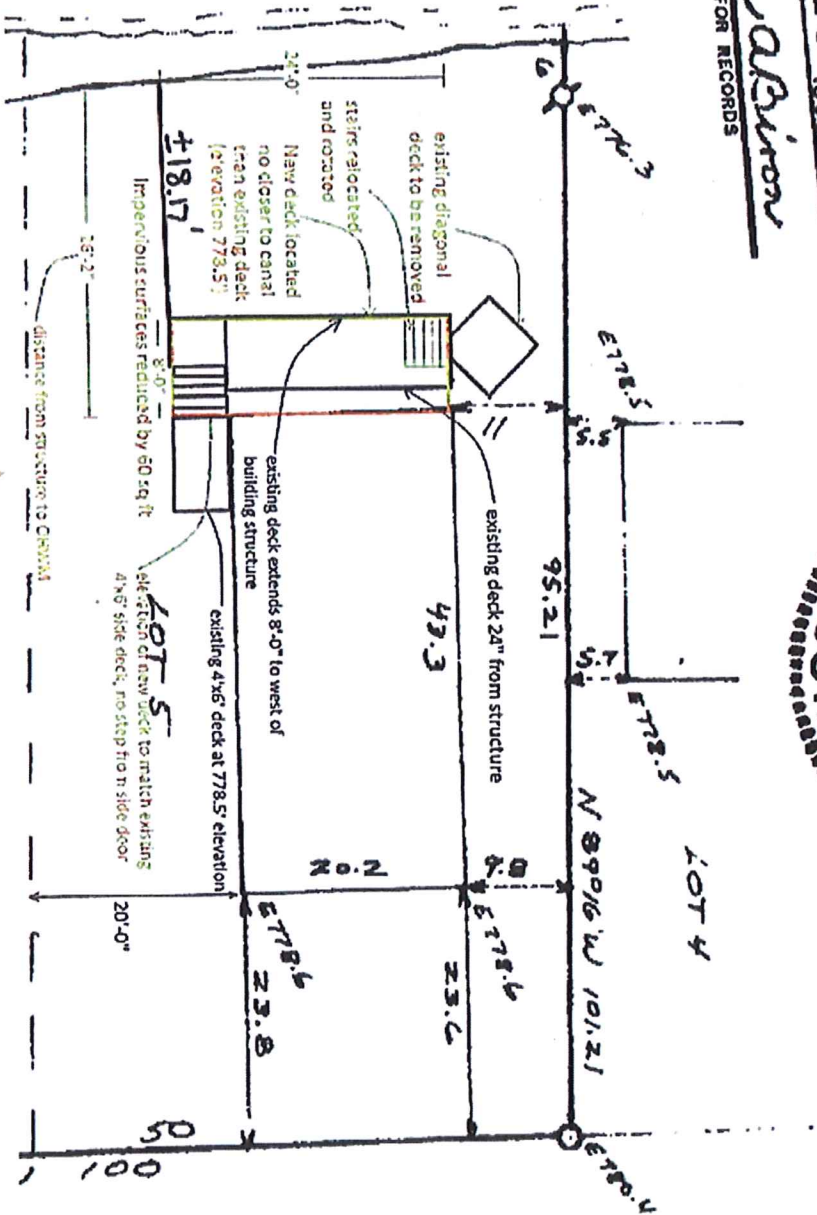 FOR RECORDS
E776.3
6
24'-0"
existing diagonal
deck to be removed
stairs relocated
and rotated
New deck located
no closer to canal
than existing deck
(elevation 778.5')
±18.17'
Impervious surfaces reduced by 60 sq ft
18'-2"
8'-0"
distance from structure to OHWM
E778.5
5.5
11
existing deck 24" from structure
existing deck extends 8'-0" to west of
building structure
existing 4'x6' deck at 778.5' elevation
elevation of new deck to match existing
4'x6' side deck, no step from side door
LOT 5
95.21
43.3
5.7
E778.5
LOT 4
N 89°16'W 101.21
20.2
9.8
E778.6
E778.6
20'-0"
23.8
E780.4
50
100